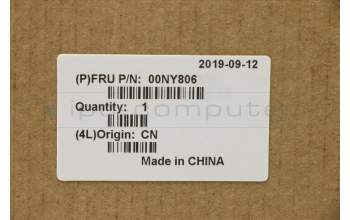 2019-09-12
(P)FRU P/N: 00NY806
Quantity: 1
(4L)Origin: CN
Made in CHINA